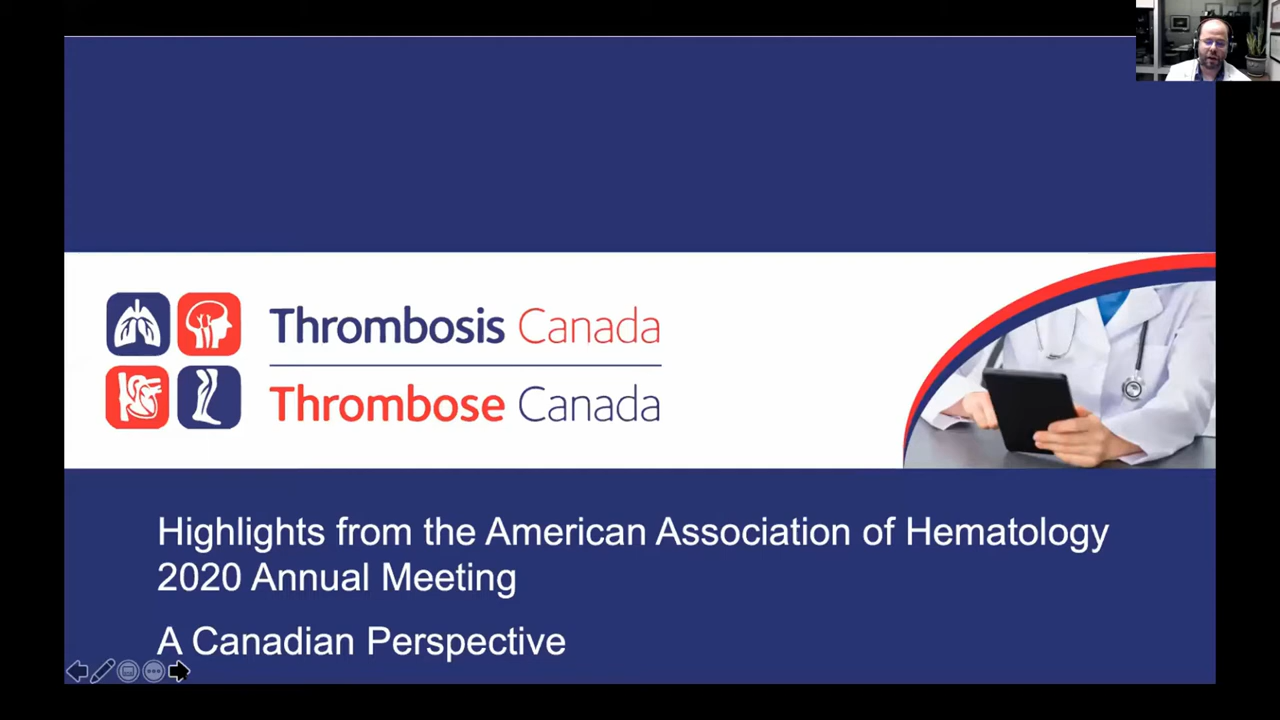 Thrombosis Canada
Thrombose Canada
Highlights from the American Association of Hematology
2020 Annual Meeting
A Canadian Perspective